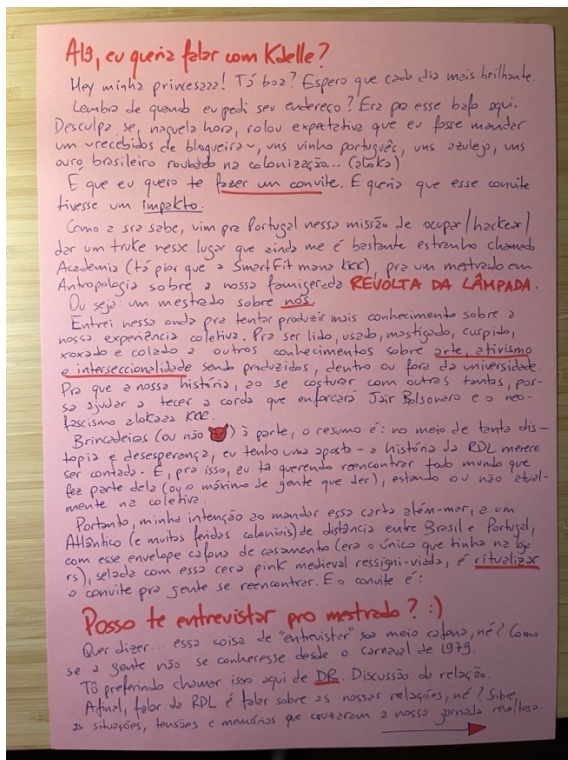 Alô, eu queria falar com Kdelle?
Hey minha princesaaa! Tá boa? Espero que cada dia mais brilhante.
Lembra de quando eu pedi seu endereço? Era po esse bafo aqui.
Desculpa se, naquela hora, rolou expectativa que eu fosse mandar
um ~recebidos de blogueira~, uns vinho português, uns azulejo, uns
ouro brasileiro roubado na colonização... (aloka)
É que eu quero te fazer um convite. E queria que esse convite
tivesse um impakto.
Como a sra sabe, vim pra Portugal nessa missão de ocupar/hackear/
dar um truke nesse lugar que ainda me é bastante estranho chamado
Academia (tá pior que a SmartFit mana kkk), pra um mestrado em
Antropologia sobre a nossa famigerada REVOLTA DA LÂMPADA.
Ou seja: um mestrado sobre nós.
Entrei nessa onda pra tentar produzir mais conhecimento sobre a
nossa experiência coletiva. Pra ser lido, usado, mastigado, cuspido,
xoxado e colado a outros conhecimentos sobre arte, ativismo
e interseccionalidade sendo produzidos, dentro ou fora da universidade.
Pra que a nossa história, ao se costurar com outras tantas, pos-
sa ajudar a tecer a corda que enforcará Jair Bolsonaro e o neo-
fascismo alokaaa kkk.
Brincadeiras (ou não 😈) à parte, o resumo é: no meio de tanta dis-
topia e desesperança, eu tenho uma aposta - a história da RDL merece
ser contada. E, pra isso, eu tô querendo reencontrar todo mundo que
fez parte dela (ou o máximo de gente que der), estando ou não atual-
mente na coletiva.
Portanto, minha intenção ao mandar essa carta além-mar, a um
Atlântico (e muitas feridas coloniais) de distância entre Brasil e Portugal,
com esse envelope cafona de casamento (era o único que tinha na loja
rs), selada com essa cera pink medieval ressigni-viada, é ritualizar
o convite pra gente se reencontrar. E o convite é:
Posso te entrevistar pro mestrado? :)
Quer dizer... essa coisa de "entrevistar" soa meio cafona, né? Como
se a gente não se conhecesse desde o carnaval de 1979.
Tô preferindo chamar isso aqui de DR. Discussão de relação.
Afinal, falar da RDL é falar sobre as nossas relações, né? Sobre
as situações, tensões e memórias que cruzaram a nossa jornada revoltosa.